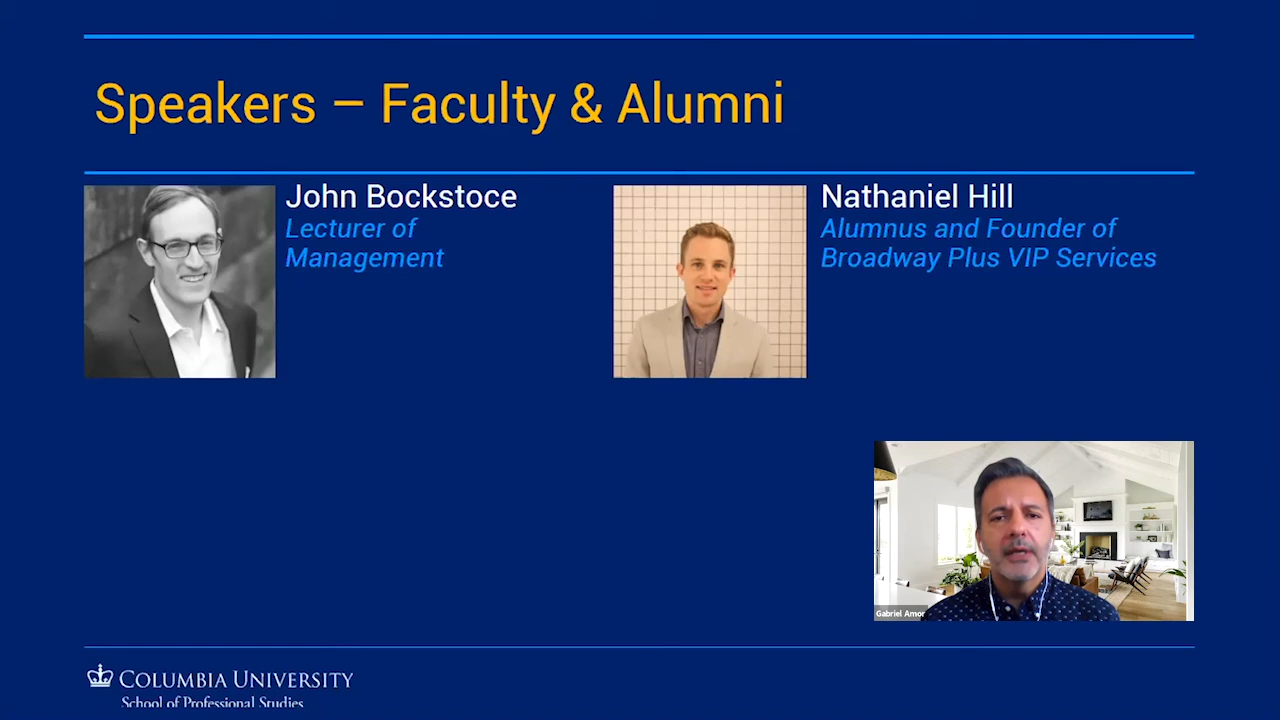 Speakers – Faculty & Alumni
John Bockstoce
Lecturer of
Management
Nathaniel Hill
Alumnus and Founder of
Broadway Plus VIP Services
Gabriel Amor
COLUMBIA UNIVERSITY
School of Professional Studies